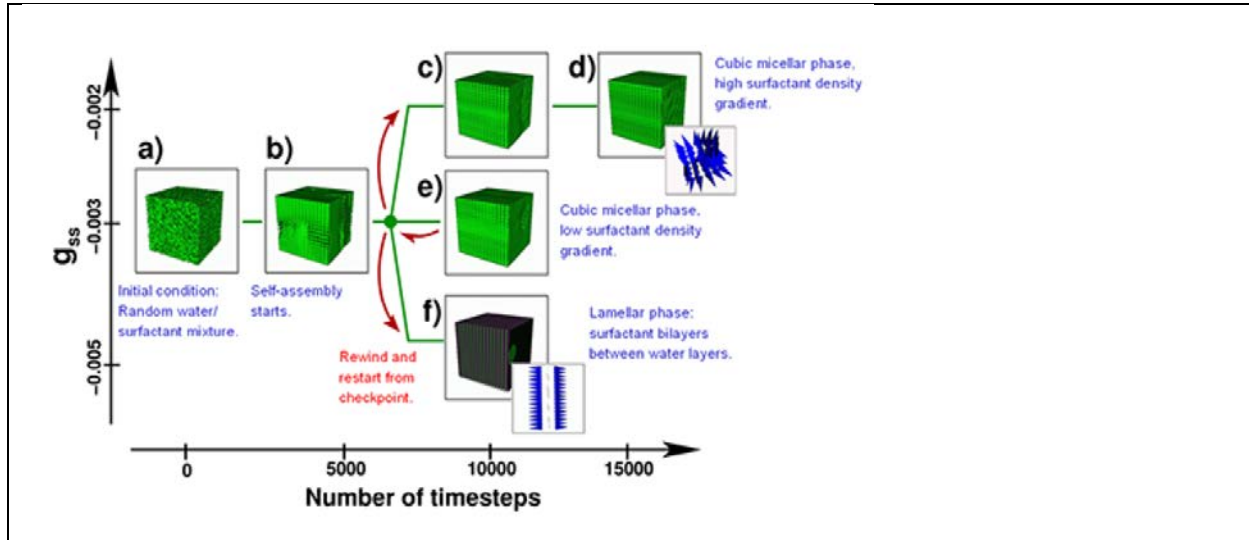 c)
d)
Cubic micellar phase,
high surfactant density
gradient.
-0.002
a)
b)
e)
Cubic micellar phase,
low surfactant density
gradient.
-0.003
gss
Initial condition:
Random water/
surfactant mixture.
Self-assembly
starts.
f)
Lamellar phase:
surfactant bilayers
between water layers.
Rewind and
restart from
checkpoint.
-0.005
0 5000 10000 15000
Number of timesteps